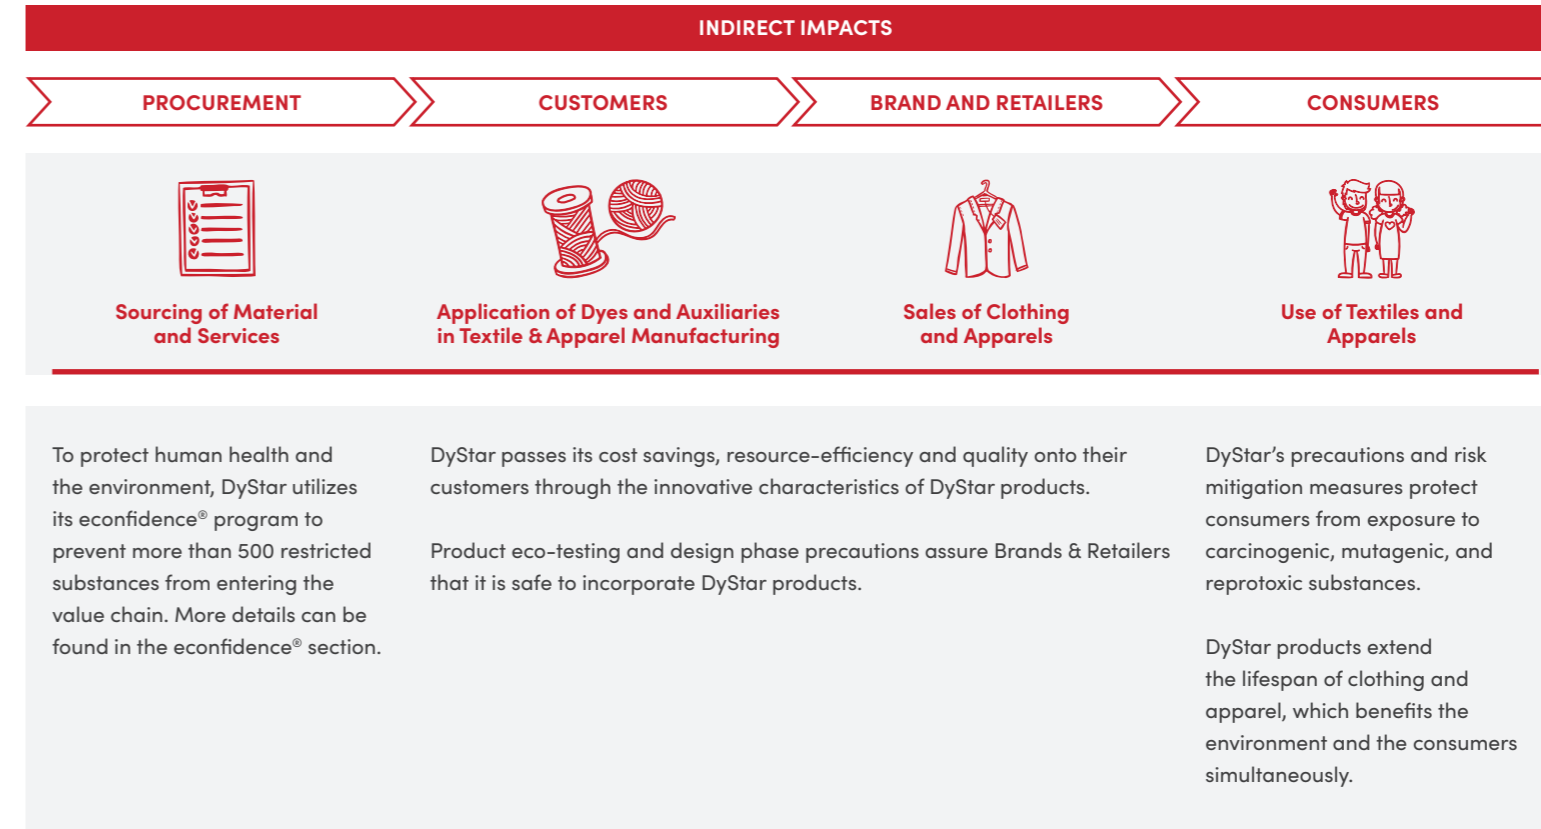 INDIRECT IMPACTS
PROCUREMENT
CUSTOMERS
BRAND AND RETAILERS
CONSUMERS
Sourcing of Material
and Services
Application of Dyes and Auxiliaries
in Textile & Apparel Manufacturing
Sales of Clothing
and Apparels
Use of Textiles and
Apparels
To protect human health and
the environment, DyStar utilizes
its econfidence® program to
prevent more than 500 restricted
substances from entering the
value chain. More details can be
found in the econfidence® section.
DyStar passes its cost savings, resource-efficiency and quality onto their
customers through the innovative characteristics of DyStar products.
Product eco-testing and design phase precautions assure Brands & Retailers
that it is safe to incorporate DyStar products.
DyStar’s precautions and risk
mitigation measures protect
consumers from exposure to
carcinogenic, mutagenic, and
reprotoxic substances.
DyStar products extend
the lifespan of clothing and
apparel, which benefits the
environment and the consumers
simultaneously.